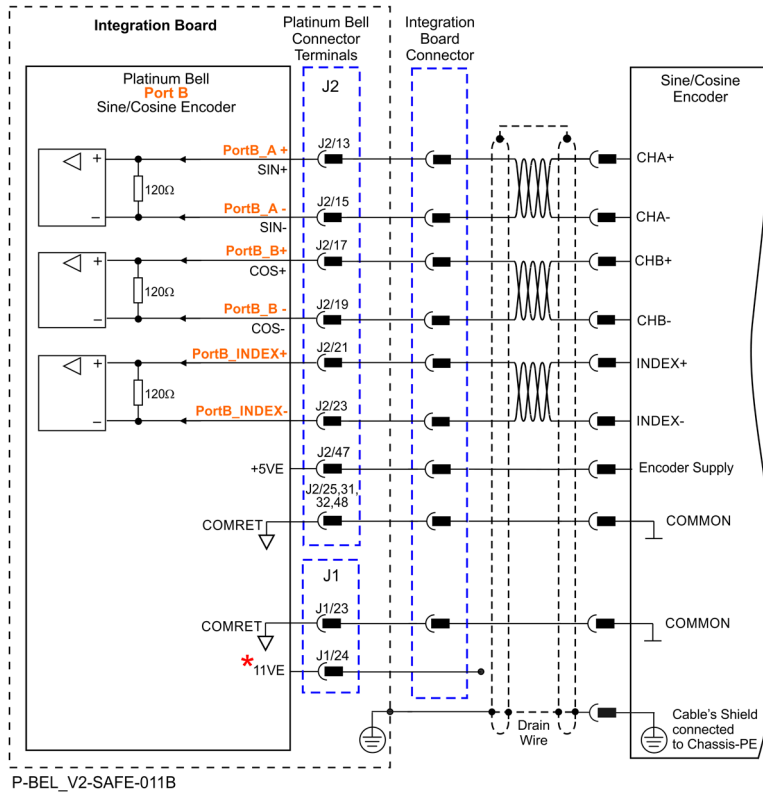 Integration Board
Platinum Bell
Connector
Terminals
Integration
Board
Connector
Platinum Bell
Port B
Sine/Cosine Encoder
J2
Sine/Cosine
Encoder
+
PortB_A +
SIN+
J2/13
CHA+
120Ω
–
PortB_A -
SIN-
J2/15
CHA-
+
PortB_B+
COS+
J2/17
CHB+
120Ω
–
PortB_B -
COS-
J2/19
CHB-
+
PortB_INDEX+
J2/21
INDEX+
120Ω
–
PortB_INDEX-
J2/23
INDEX-
+5VE
J2/47
Encoder Supply
J2/25,31,
32,48
COMRET
COMMON
J1
J1/23
COMRET
COMMON
*11VE
J1/24
Drain
Wire
Cable's Shield
connected
to Chassis-PE
P-BEL_V2-SAFE-011B